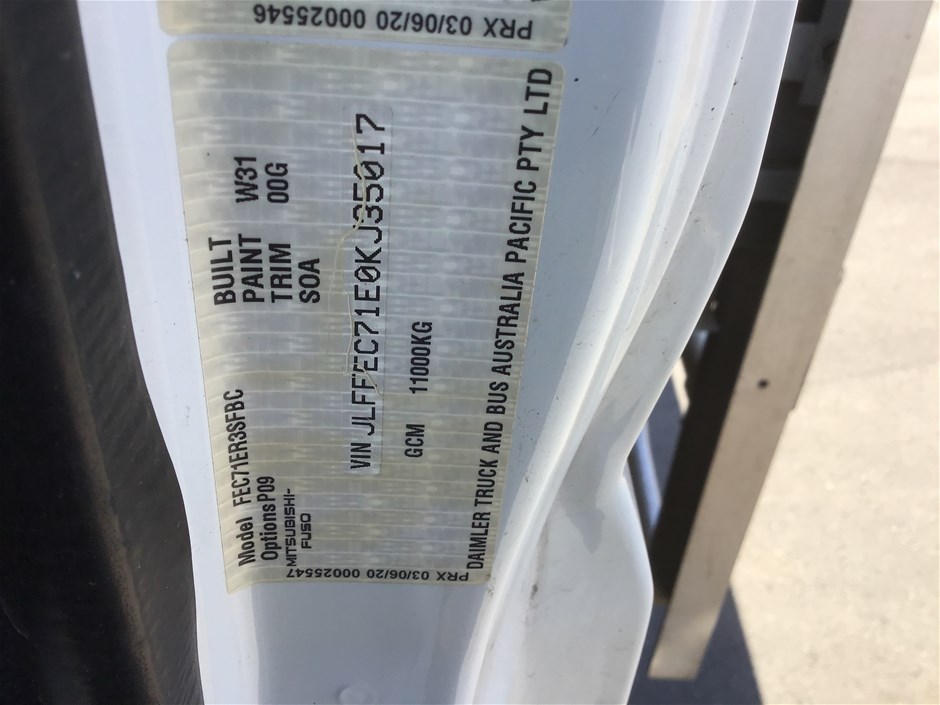 PRX 03/06/20 00025546
Model FEC71ER3SFBC
Options P09
MITSUBISHI-
FUSO
BUILT
PAINT W31
TRIM 00G
SOA
VIN JLFFEC71E0KJ35017
GCM 11000KG
DAIMLER TRUCK AND BUS AUSTRALIA PACIFIC PTY LTD
PRX 03/06/20 00025547